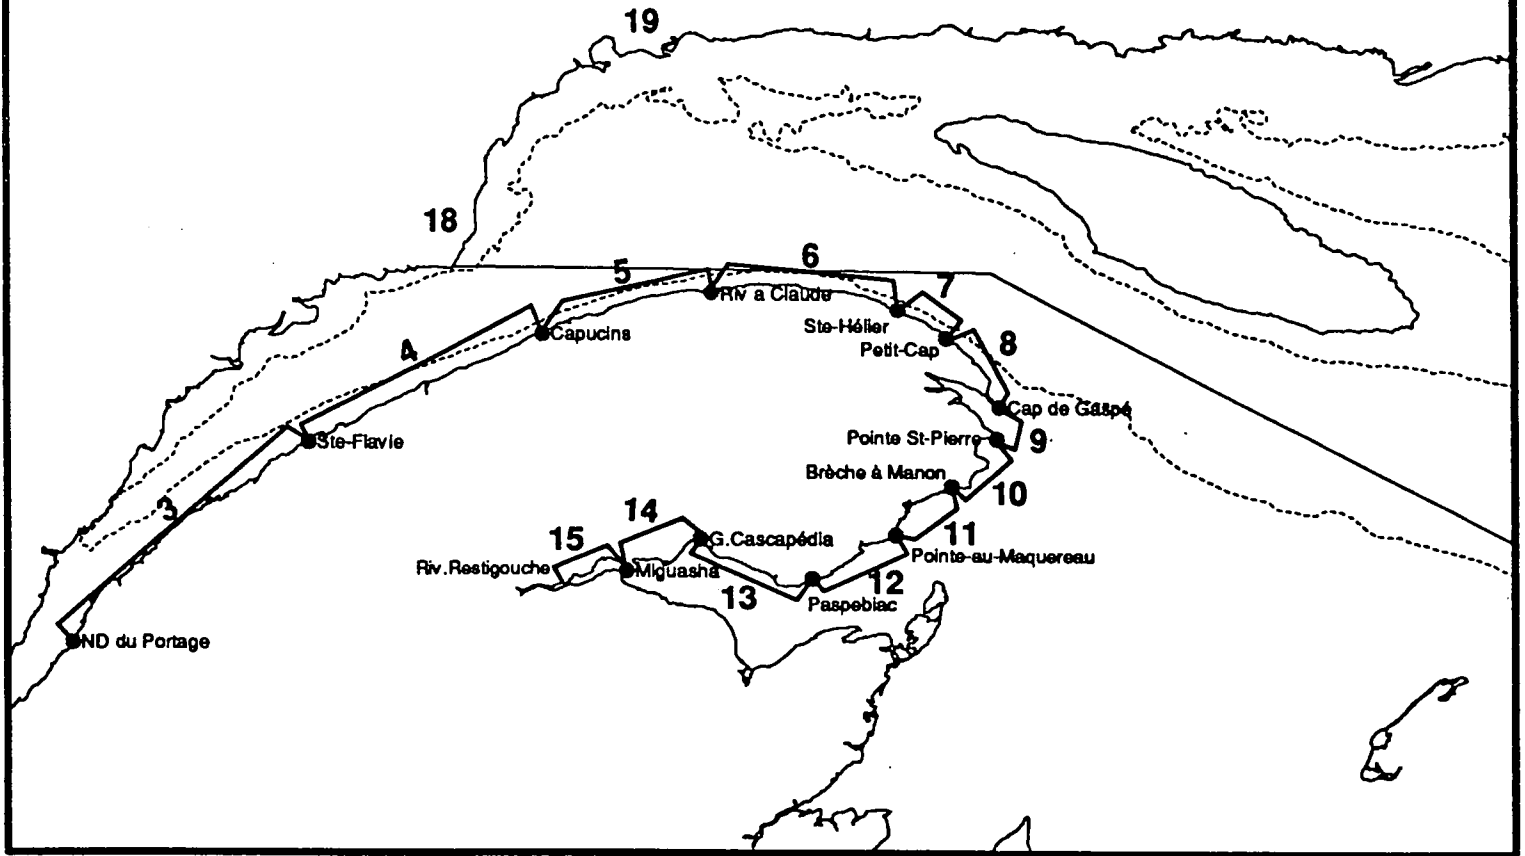 19
18
6
5
7
Riv a Claude
Ste-Hélier
Capucins
8
Petit-Cap
4
Cap de Gaspé
Ste-Flavie
Pointe St-Pierre
9
Brèche à Manon
10
3
14
11
15
G.Cascapédia
Pointe-au-Maquereau
Riv.Restigouche
Miguasha
12
13
Paspebiac
ND du Portage